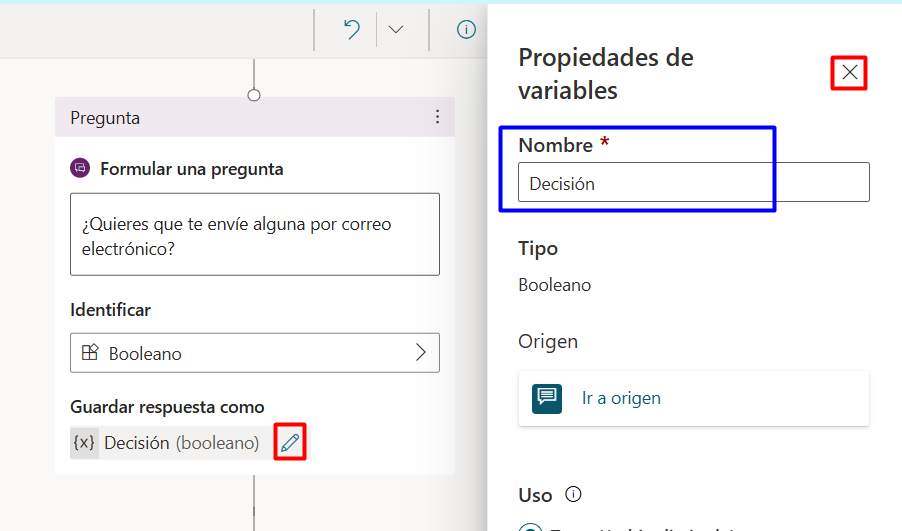 Pregunta
Formular una pregunta
¿Quieres que te envíe alguna por correo
electrónico?
Identificar
Booleano
Guardar respuesta como
{x} Decisión (booleano)
Propiedades de
variables
Nombre *
Decisión
Tipo
Booleano
Origen
Ir a origen
Uso